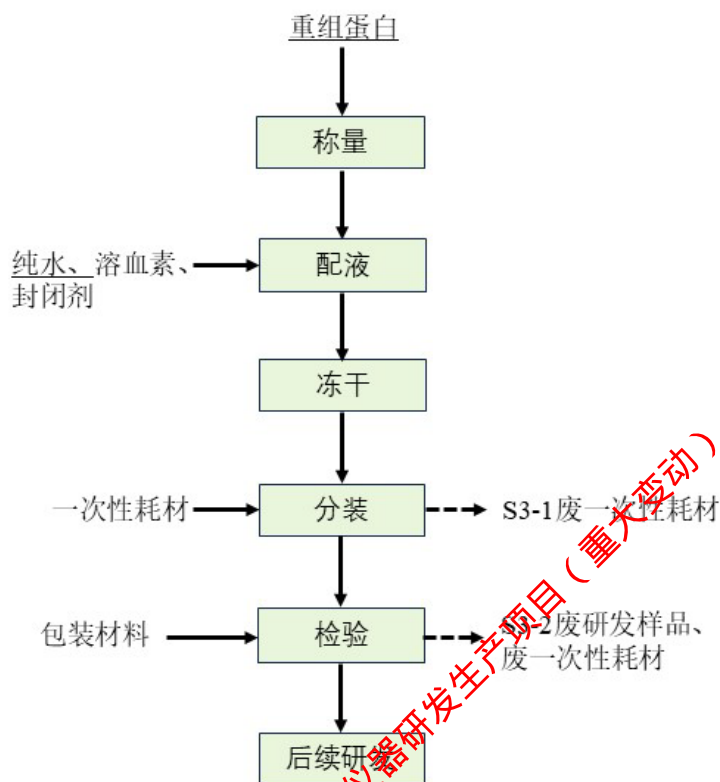 重组蛋白
称量
纯水、溶血素、
封闭剂
配液
冻干
一次性耗材
分装
S3-1废一次性耗材
包装材料
检验
S3-2废研发样品、
废一次性耗材
后续研发
仪器研发生产项目（重大变动）